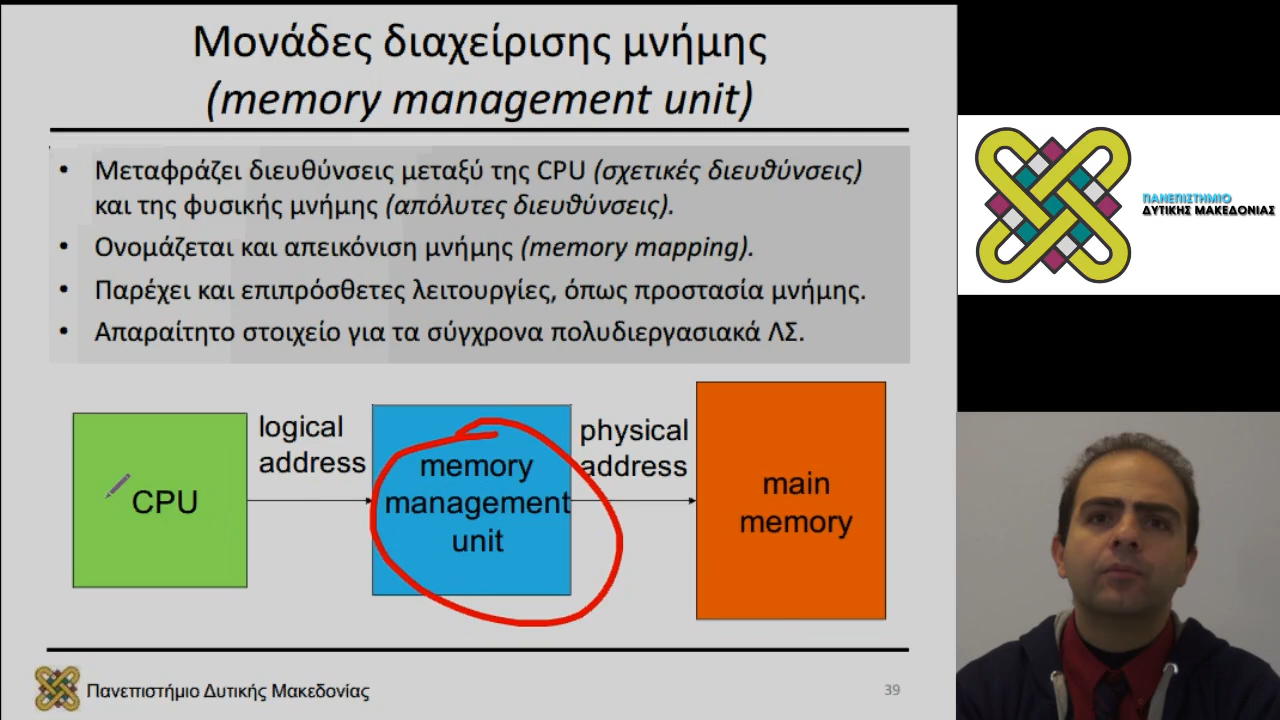 Μονάδες διαχείρισης μνήμης
(memory management unit)
• Μεταφράζει διευθύνσεις μεταξύ της CPU (σχετικές διευθύνσεις)
και της φυσικής μνήμης (απόλυτες διευθύνσεις).
• Ονομάζεται και απεικόνιση μνήμης (memory mapping).
• Παρέχει και επιπρόσθετες λειτουργίες, όπως προστασία μνήμης.
• Απαραίτητο στοιχείο για τα σύγχρονα πολυδιεργασιακά ΛΣ.
CPU
logical
address
memory
management
unit
physical
address
main
memory
Πανεπιστήμιο Δυτικής Μακεδονίας
39
ΠΑΝΕΠΙΣΤΗΜΙΟ
ΔΥΤΙΚΗΣ ΜΑΚΕΔΟΝΙΑΣ